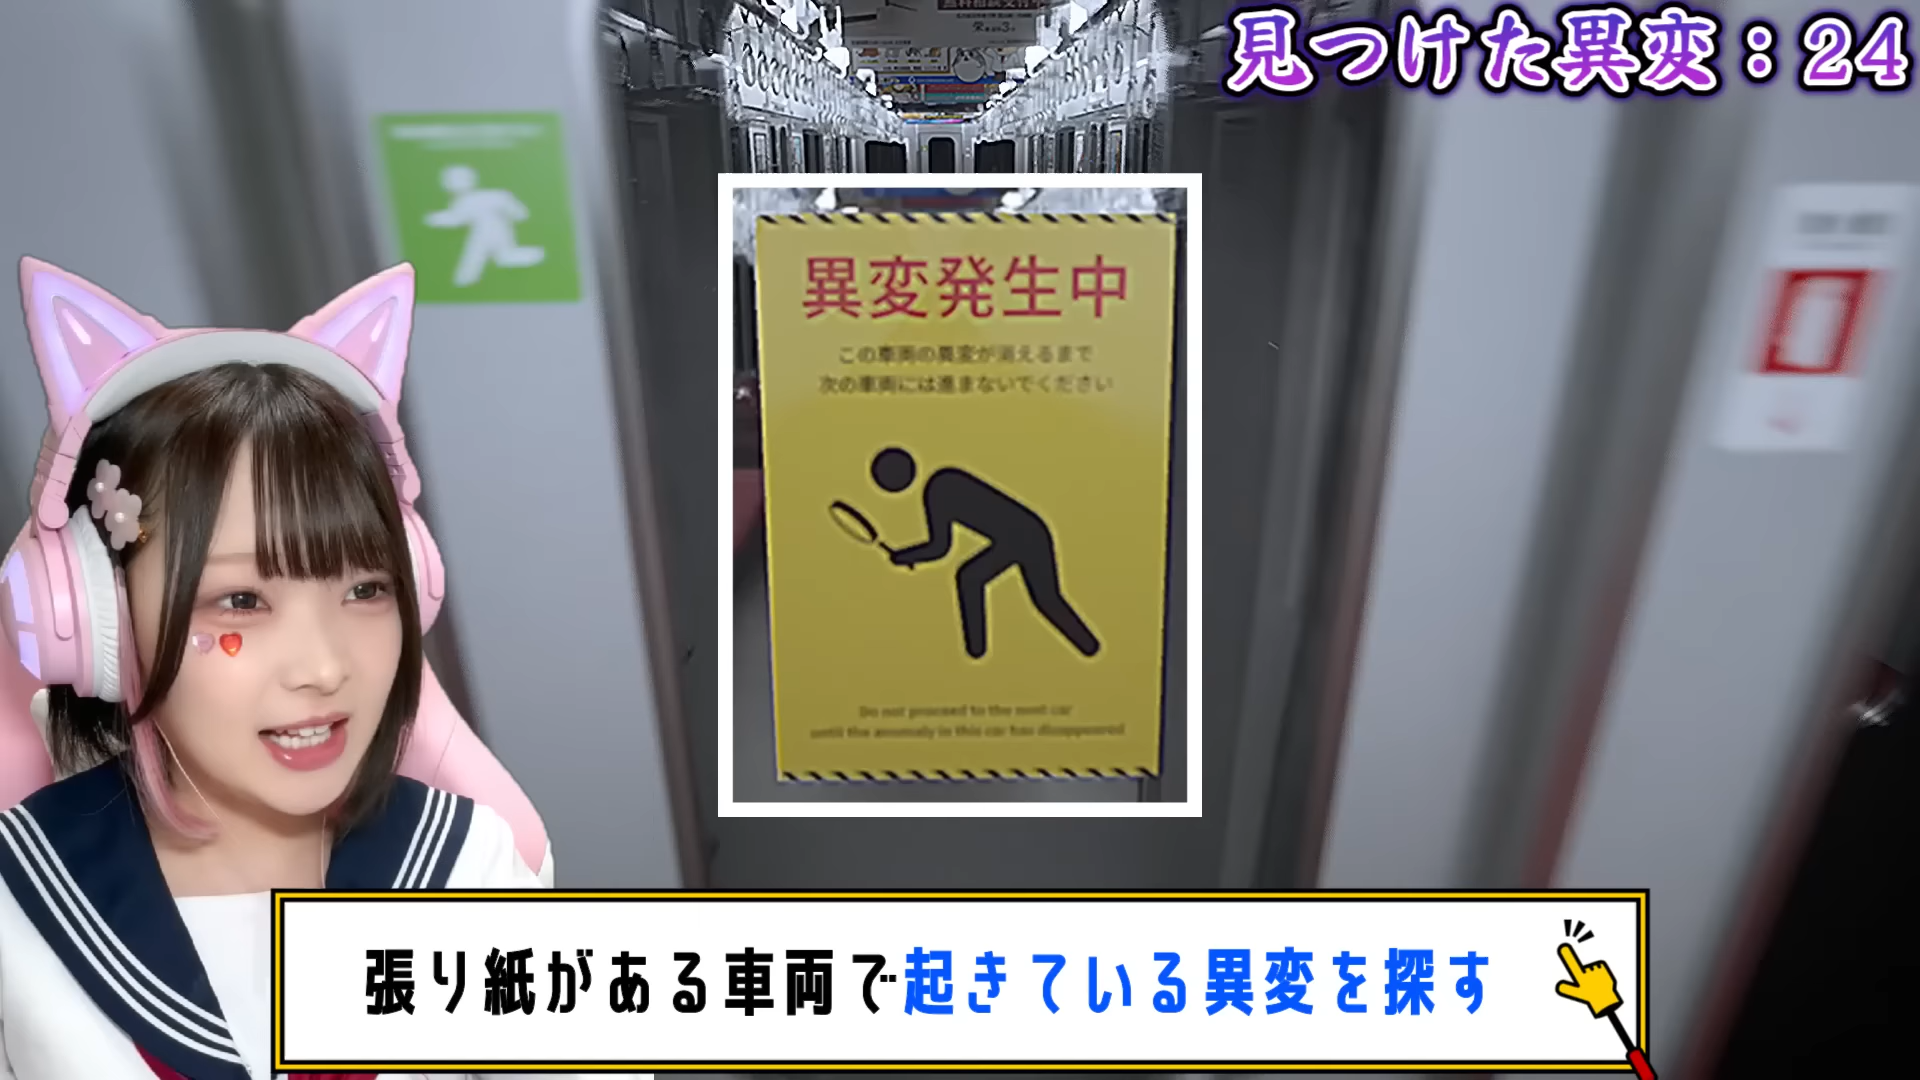 見つけた異変：24
異変発生中
この車両の異変が消えるまで
次の車両には進まないでください
Do not proceed to the next car
until the anomaly in this car has disappeared
張り紙がある車両で起きている異変を探す